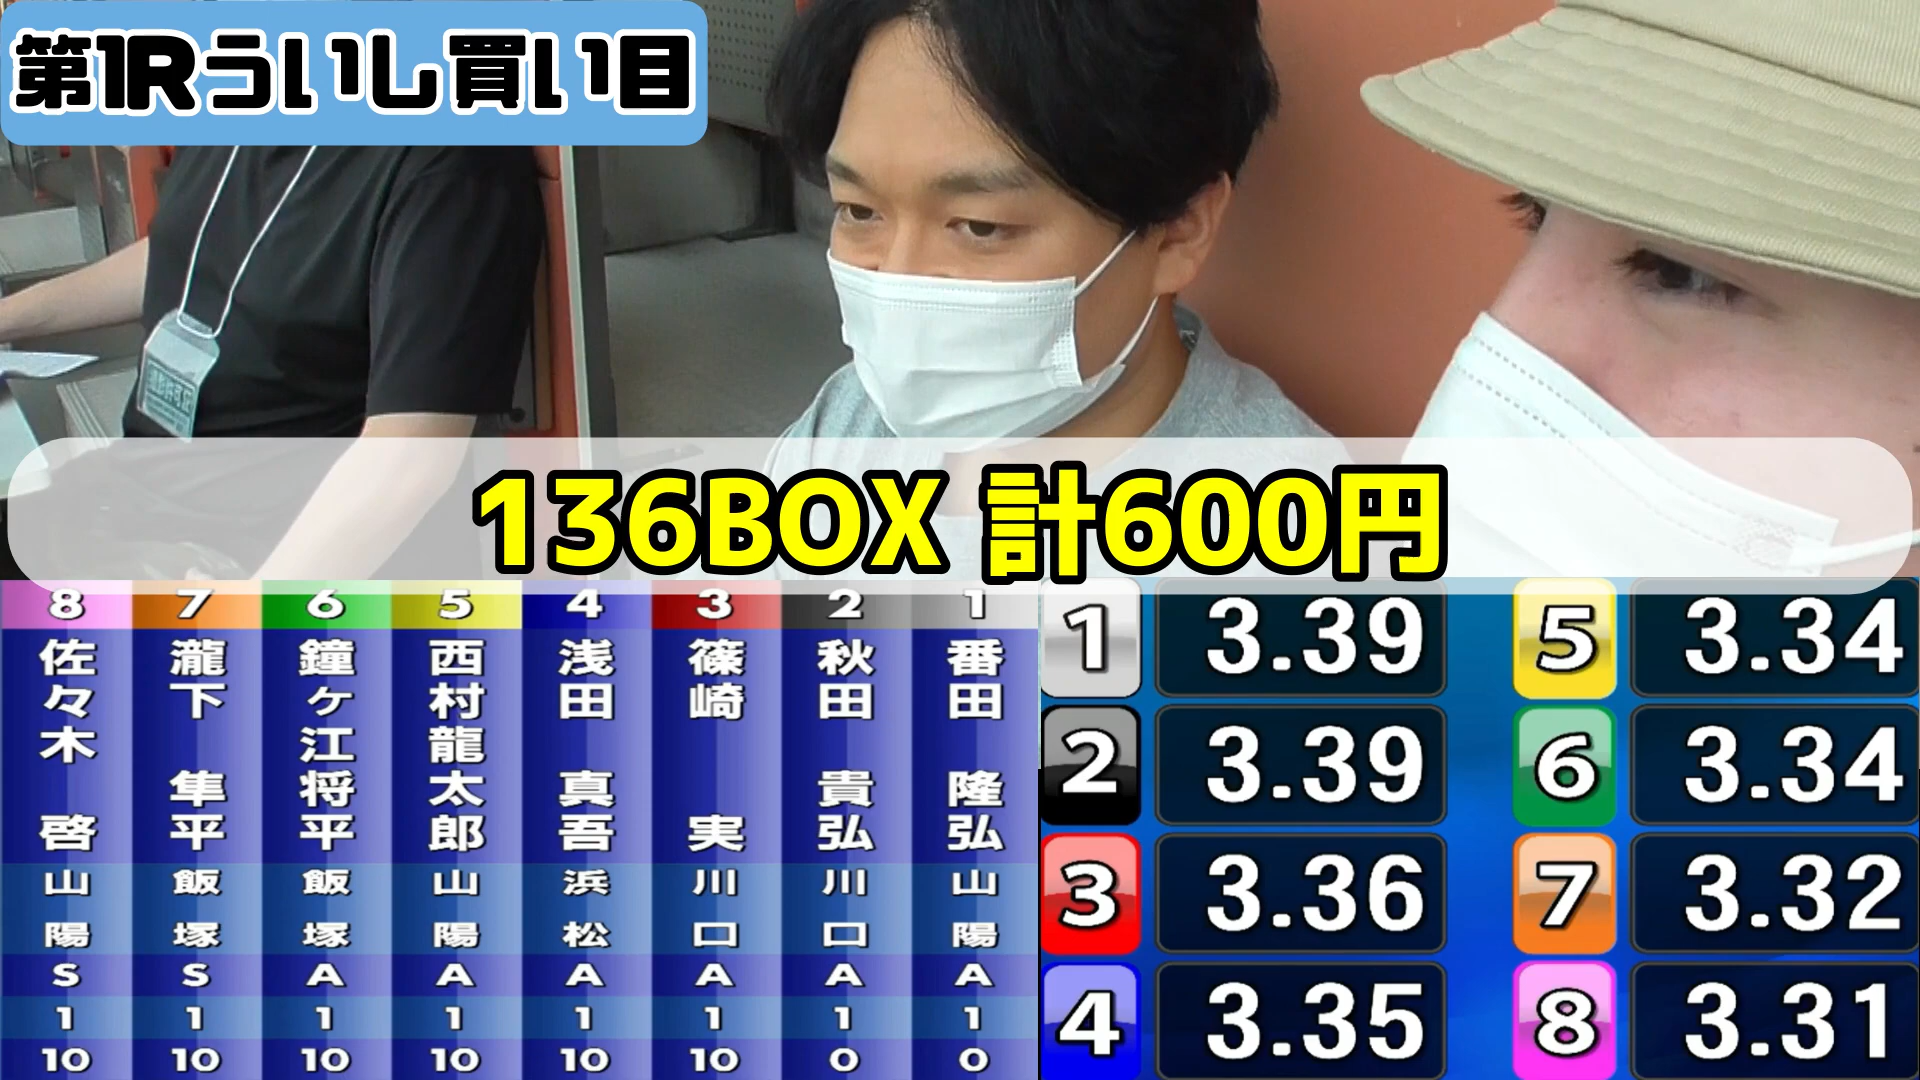 第1Rういし買い目
撮影許可証
136BOX 計600円
8 7 6 5 4 3 2 1
佐々木 啓
瀧下 隼平
鐘ヶ江将平
西村龍太郎
浅田 真吾
篠崎 実
秋田 貴弘
番田 隆弘
山陽 飯塚 飯塚 山陽 浜松 川口 川口 山陽
S S A A A A A A
1 1 1 1 1 1 1 1
10 10 10 10 10 10 0 0
1 3.39 5 3.34
2 3.39 6 3.34
3 3.36 7 3.32
4 3.35 8 3.31